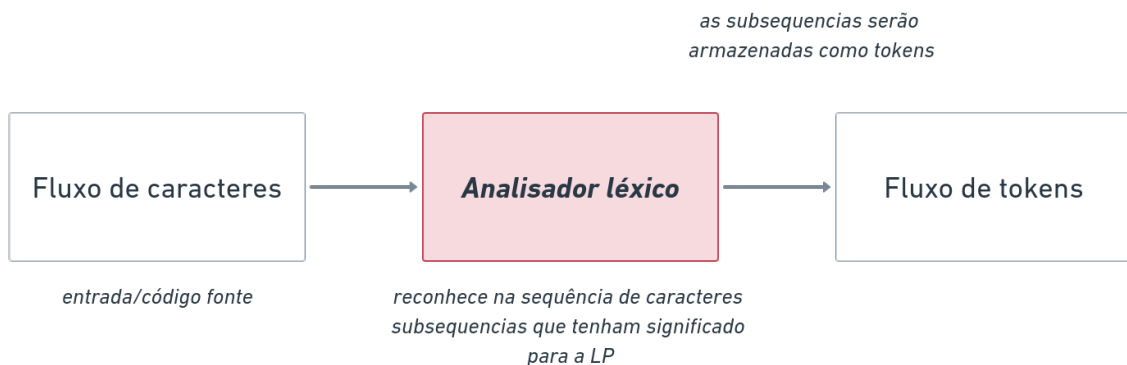 as subsequencias serão
armazenadas como tokens
Fluxo de caracteres
Analisador léxico
Fluxo de tokens
entrada/código fonte
reconhece na sequência de caracteres
subsequencias que tenham significado
para a LP